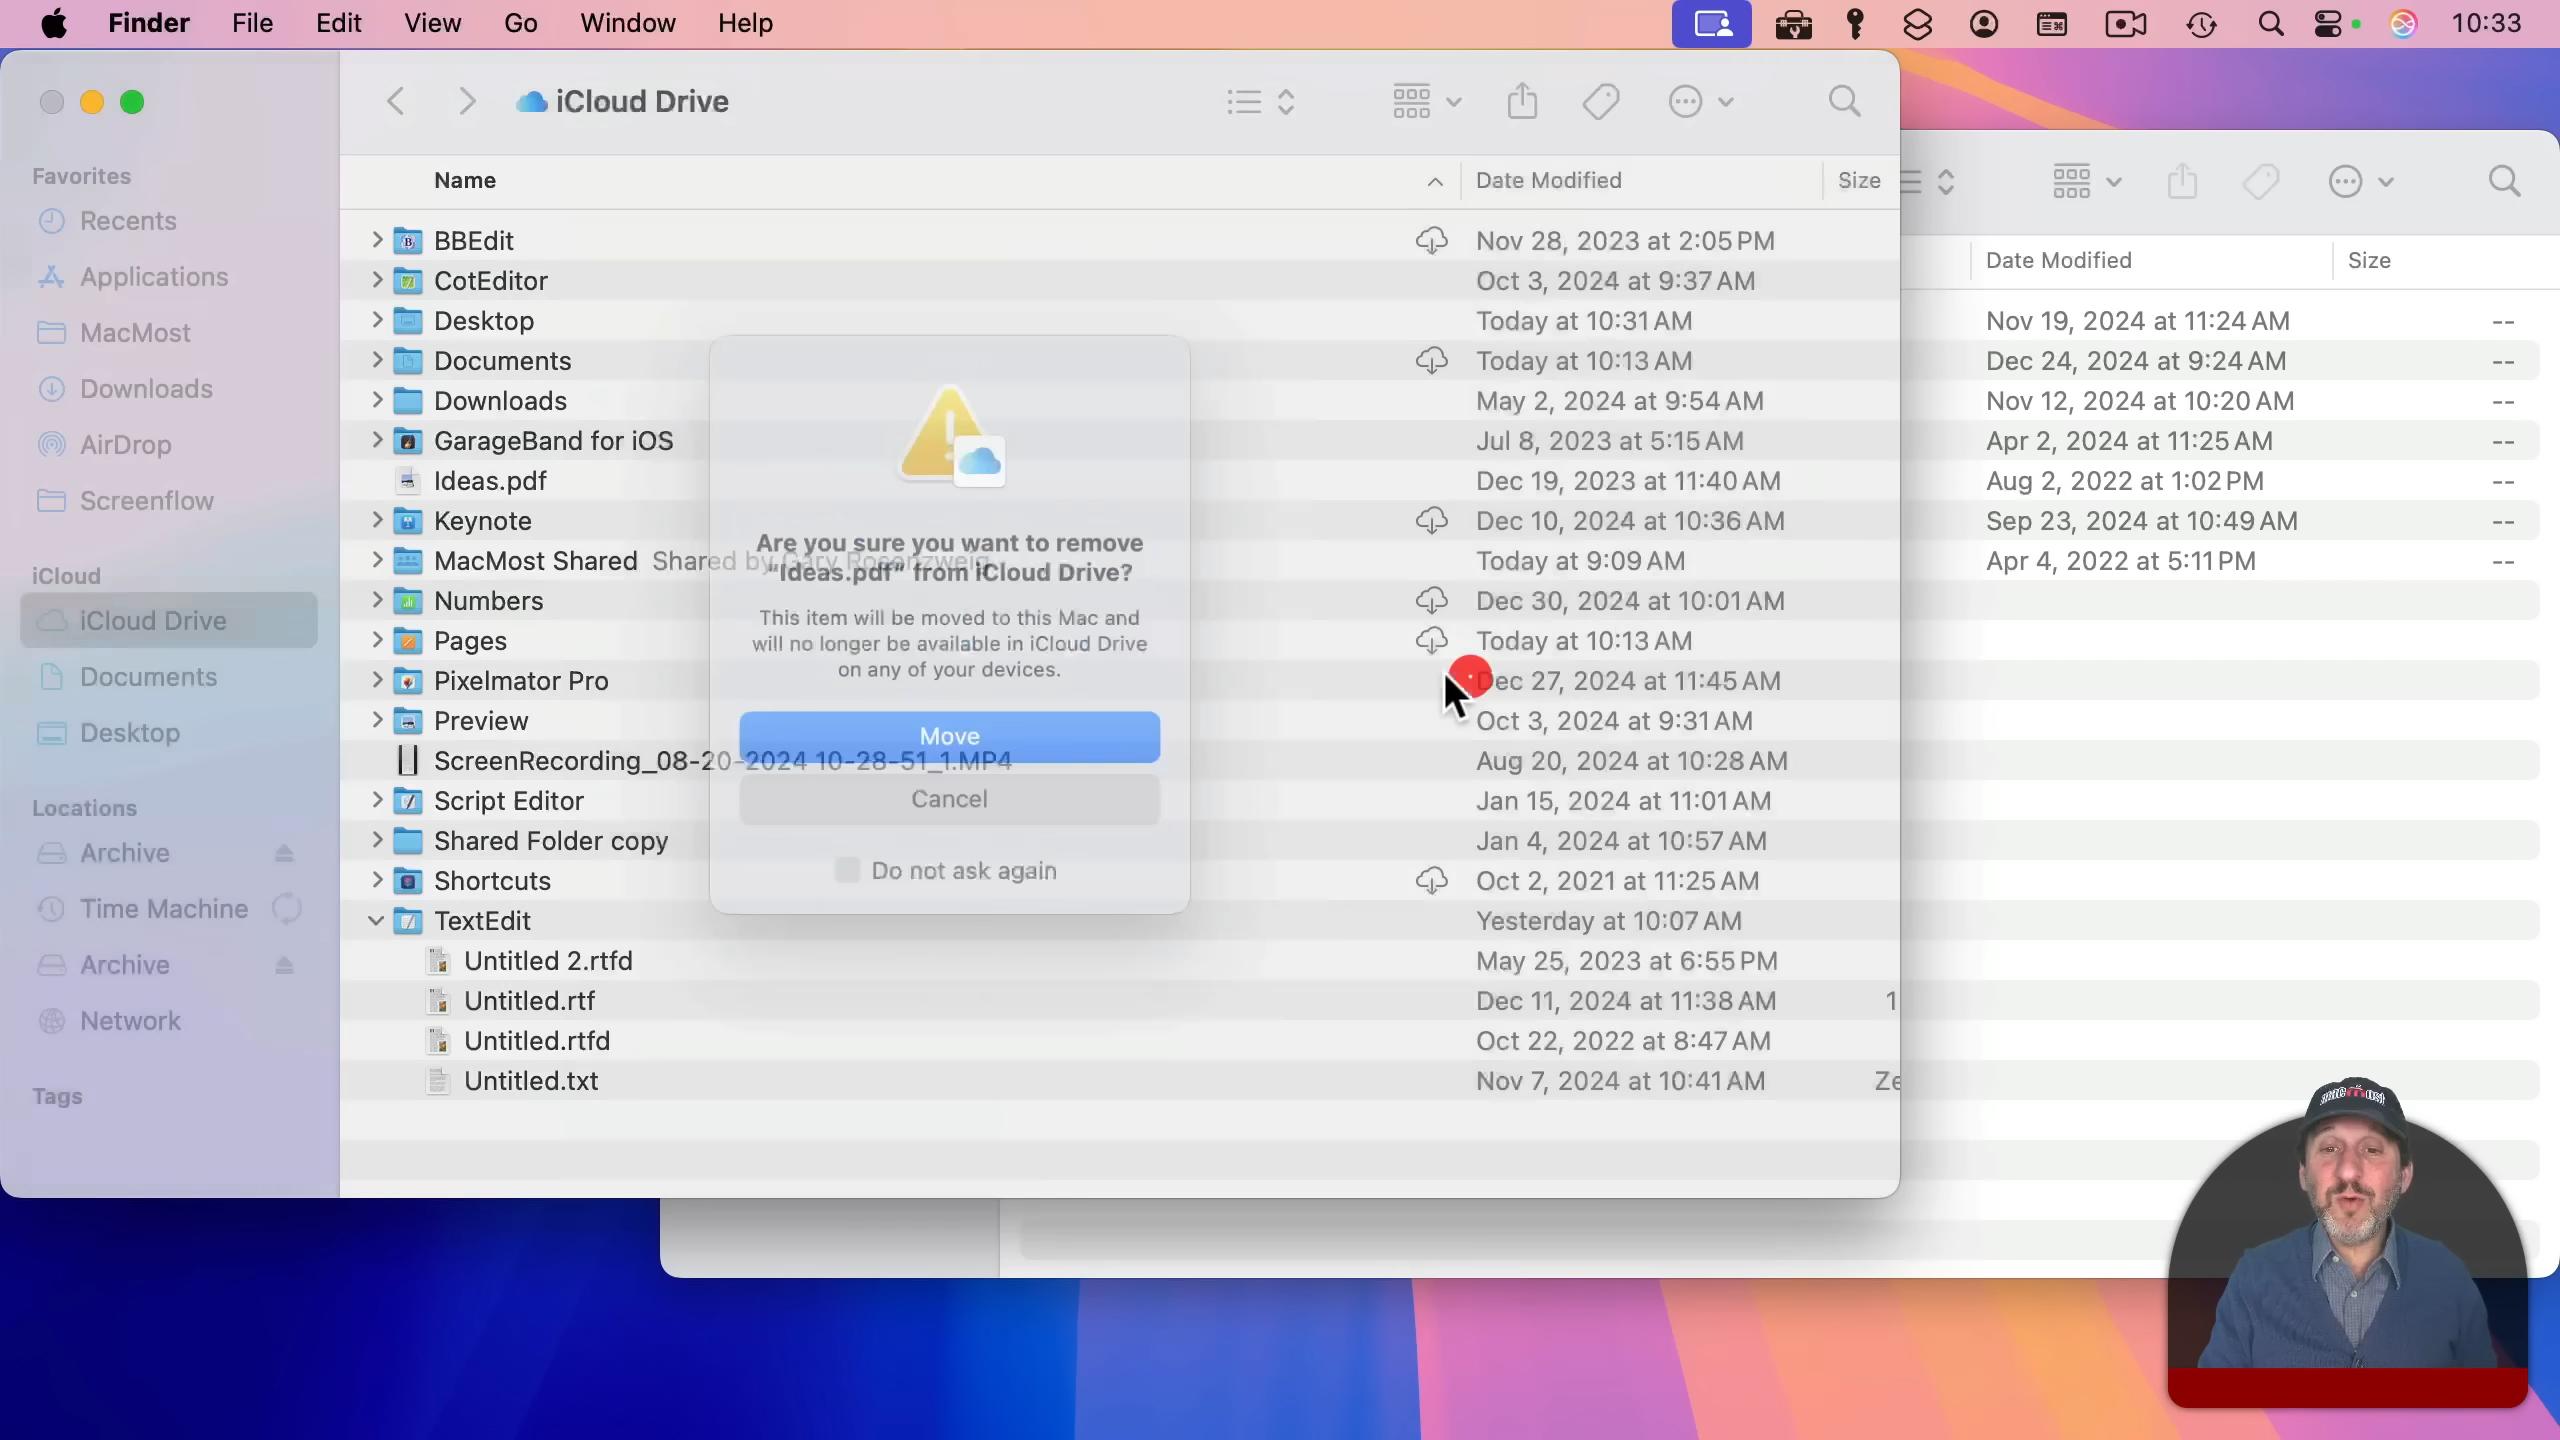 Finder File Edit View Go Window Help 10:33
iCloud Drive
Favorites
Recents
Applications
MacMost
Downloads
AirDrop
Screenflow
iCloud
iCloud Drive
Documents
Desktop
Locations
Archive
Time Machine
Archive
Network
Tags
Name Date Modified Size
BBEdit Nov 28, 2023 at 2:05 PM
CotEditor Oct 3, 2024 at 9:37 AM
Desktop Today at 10:31 AM
Documents Today at 10:13 AM
Downloads May 2, 2024 at 9:54 AM
GarageBand for iOS Jul 8, 2023 at 5:15 AM
Ideas.pdf Dec 19, 2023 at 11:40 AM
Keynote Dec 10, 2024 at 10:36 AM
MacMost Shared Shared by Gary Rosenzweig Today at 9:09 AM
Numbers Dec 30, 2024 at 10:01 AM
Pages Today at 10:13 AM
Pixelmator Pro Dec 27, 2024 at 11:45 AM
Preview Oct 3, 2024 at 9:31 AM
ScreenRecording_08-20-2024 10-28-51_1.MP4 Aug 20, 2024 at 10:28 AM
Script Editor Jan 15, 2024 at 11:01 AM
Shared Folder copy Jan 4, 2024 at 10:57 AM
Shortcuts Oct 2, 2021 at 11:25 AM
TextEdit Yesterday at 10:07 AM
Untitled 2.rtfd May 25, 2023 at 6:55 PM
Untitled.rtf Dec 11, 2024 at 11:38 AM 1
Untitled.rtfd Oct 22, 2022 at 8:47 AM
Untitled.txt Nov 7, 2024 at 10:41 AM Ze
Are you sure you want to remove
“Ideas.pdf” from iCloud Drive?
This item will be moved to this Mac and
will no longer be available in iCloud Drive
on any of your devices.
Move
Cancel
Do not ask again
Date Modified Size
Nov 19, 2024 at 11:24 AM --
Dec 24, 2024 at 9:24 AM --
Nov 12, 2024 at 10:20 AM --
Apr 2, 2024 at 11:25 AM --
Aug 2, 2022 at 1:02 PM --
Sep 23, 2024 at 10:49 AM --
Apr 4, 2022 at 5:11 PM --